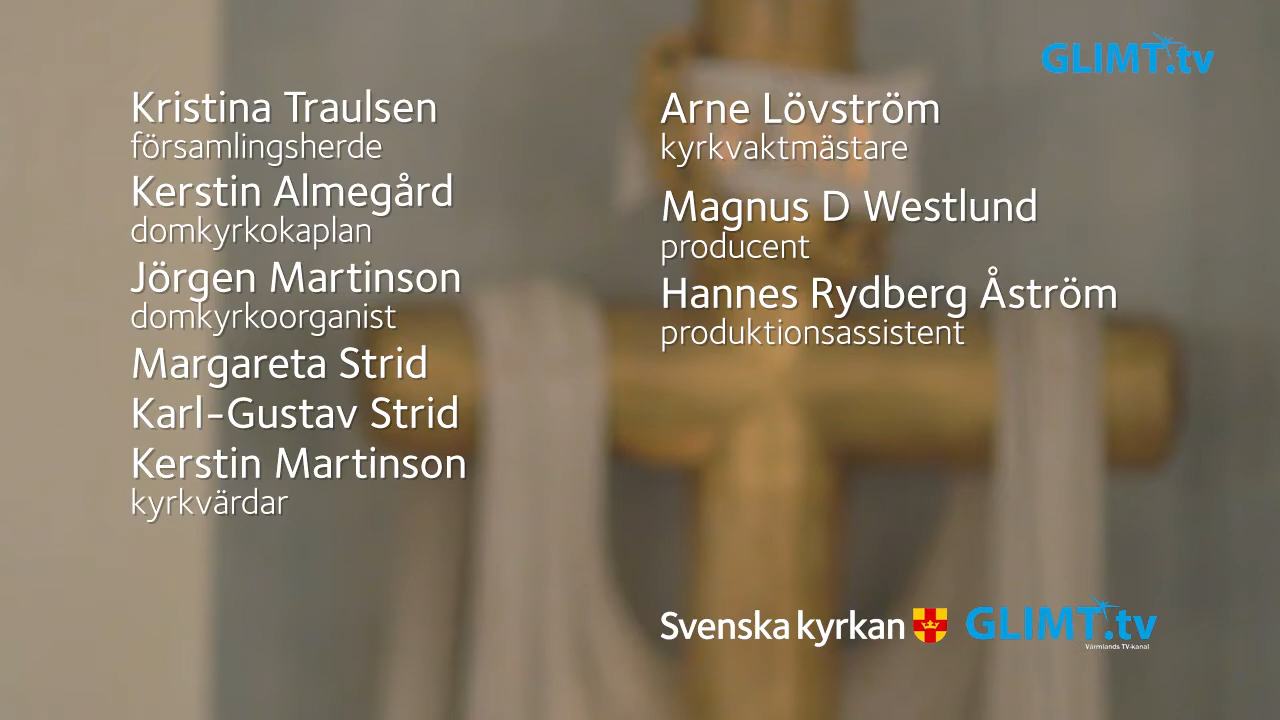 GLIMT.tv
Kristina Traulsen
församlingsherde
Kerstin Almegård
domkyrkokaplan
Jörgen Martinson
domkyrkoorganist
Margareta Strid
Karl-Gustav Strid
Kerstin Martinson
kyrkvärdar
Arne Lövström
kyrkvaktmästare
Magnus D Westlund
producent
Hannes Rydberg Åström
produktionsassistent
Svenska kyrkan
GLIMT.tv
Värmlands TV-kanal